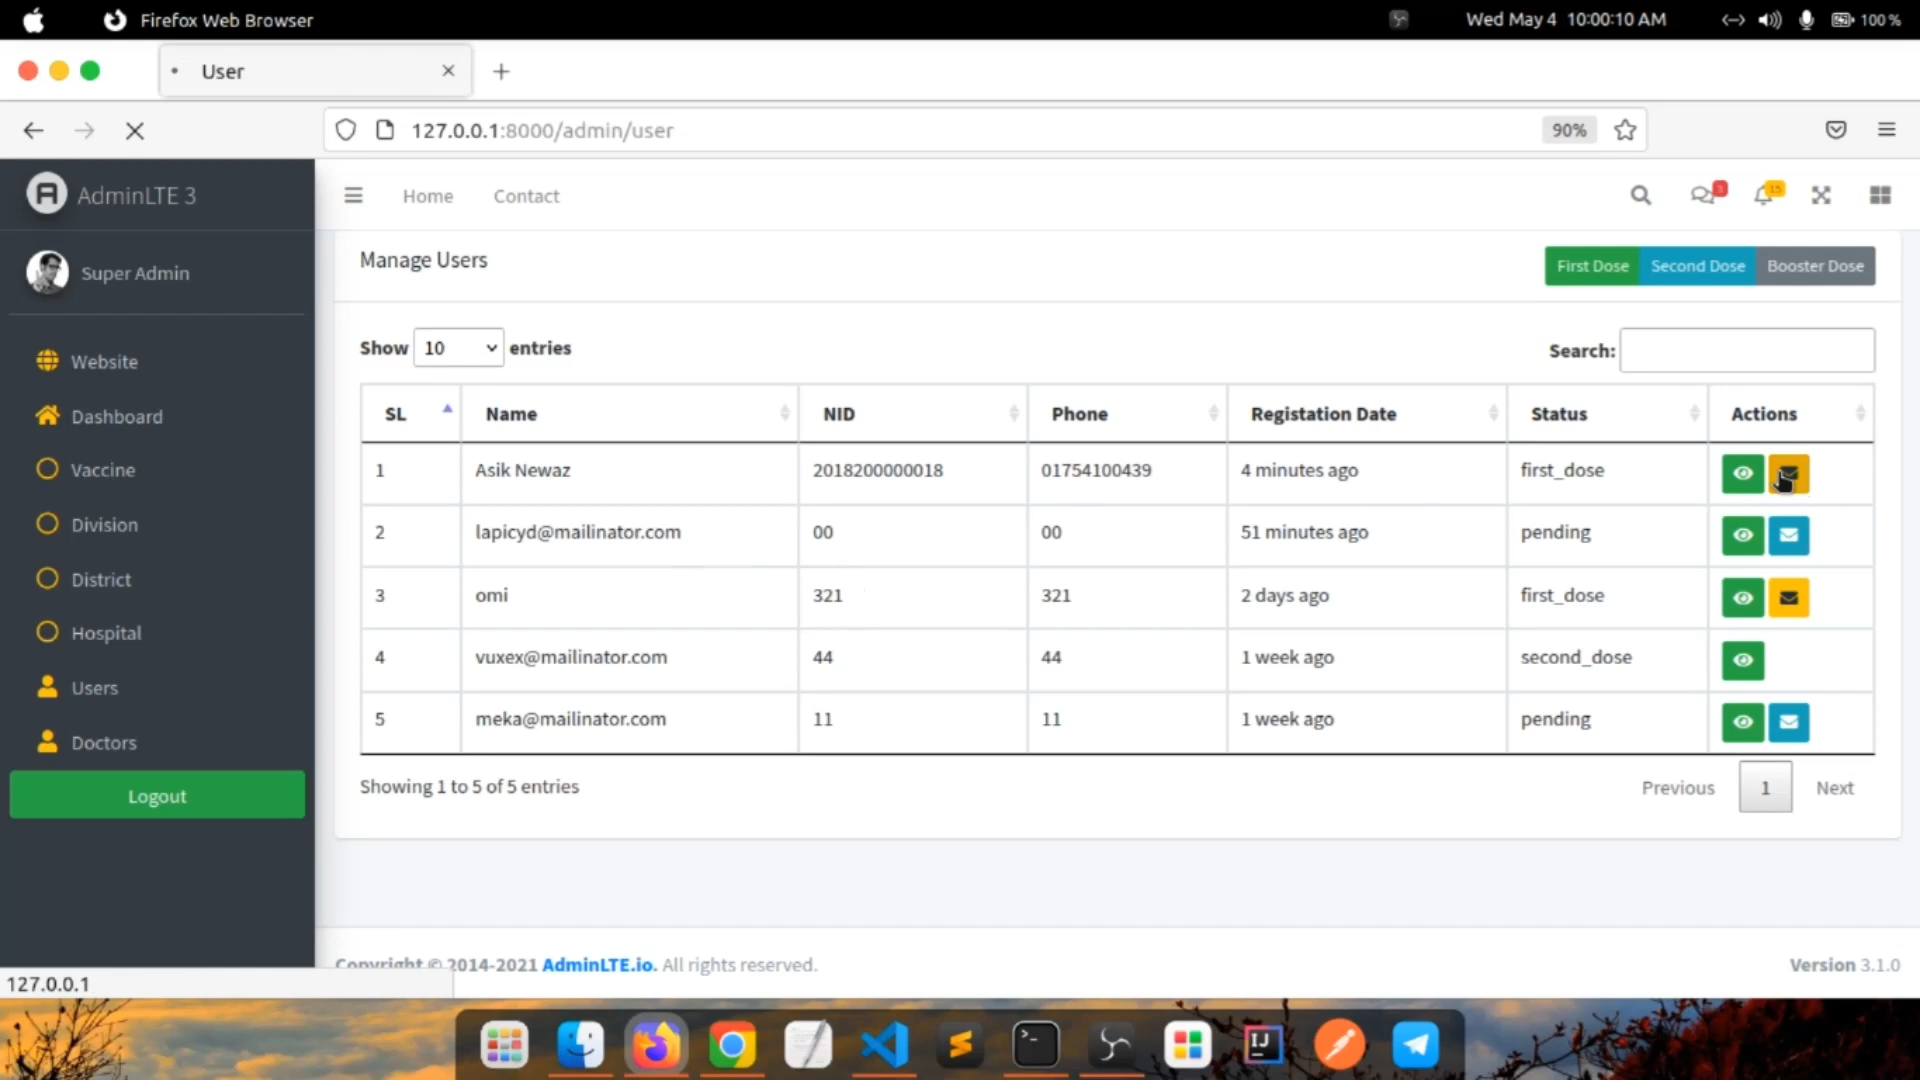 Firefox Web Browser
Wed May 4 10:00:10 AM
100 %
User
127.0.0.1:8000/admin/user
90%
AdminLTE 3
Home Contact
3
15
Super Admin
Website
Dashboard
Vaccine
Division
District
Hospital
Users
Doctors
Logout
Manage Users
First Dose Second Dose Booster Dose
Show 10 entries
Search:
SL Name NID Phone Registation Date Status Actions
1 Asik Newaz 2018200000018 01754100439 4 minutes ago first_dose
2 lapicyd@mailinator.com 00 00 51 minutes ago pending
3 omi 321 321 2 days ago first_dose
4 vuxex@mailinator.com 44 44 1 week ago second_dose
5 meka@mailinator.com 11 11 1 week ago pending
Showing 1 to 5 of 5 entries
Previous 1 Next
Copyright © 2014-2021 AdminLTE.io. All rights reserved.
Version 3.1.0
127.0.0.1
IJ